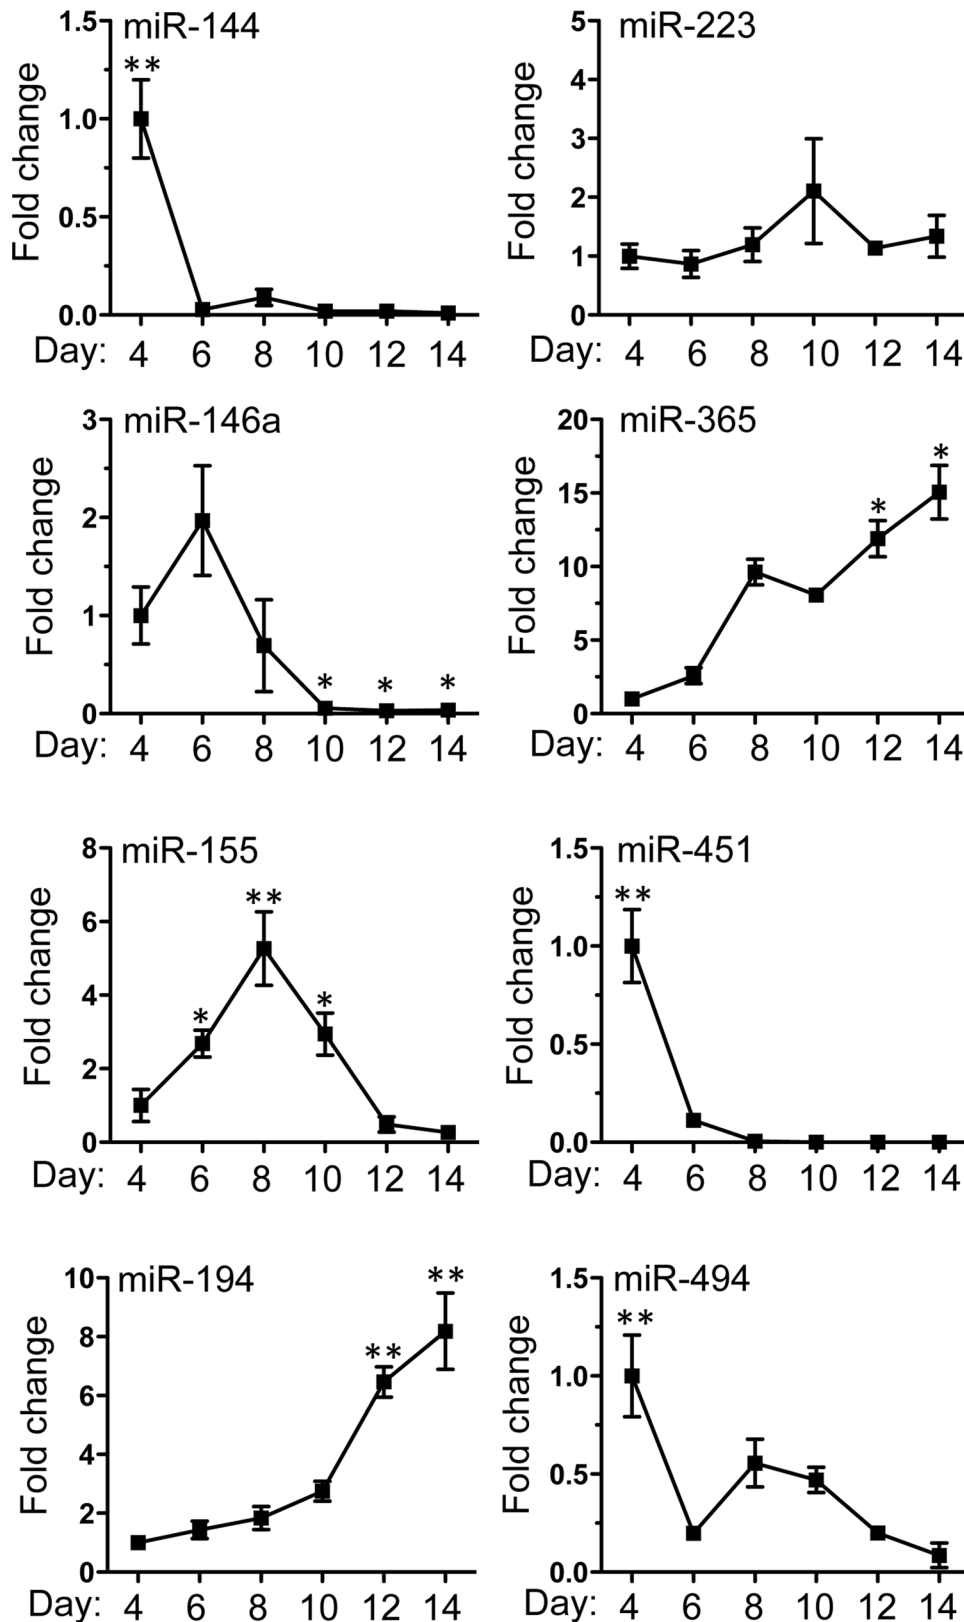 miR-144
1.5
**
1.0
0.5
0.0
Fold change
Day: 4 6 8 10 12 14
miR-223
5
4
3
2
1
0
Fold change
Day: 4 6 8 10 12 14
miR-146a
3
2
1
0
* * *
Fold change
Day: 4 6 8 10 12 14
miR-365
20
15
10
5
0
* *
Fold change
Day: 4 6 8 10 12 14
miR-155
8
6
4
2
0
* ** *
Fold change
Day: 4 6 8 10 12 14
miR-451
1.5
**
1.0
0.5
0.0
Fold change
Day: 4 6 8 10 12 14
miR-194
10
8
6
4
2
0
** **
Fold change
Day: 4 6 8 10 12 14
miR-494
1.5
**
1.0
0.5
0.0
Fold change
Day: 4 6 8 10 12 14